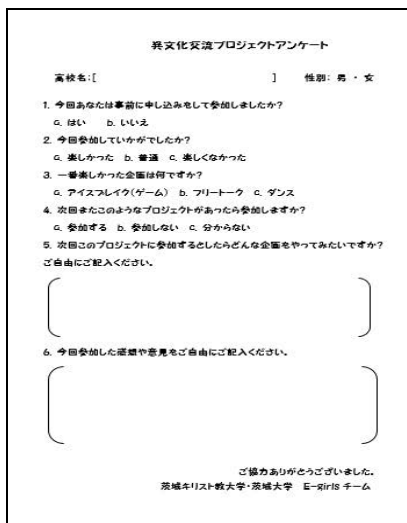 異文化交流プロジェクトアンケート
高校名:[ ] 性別: 男 ・ 女
1. 今回あなたは事前に申し込みをして参加しましたか?
a. はい b. いいえ
2. 今回参加していかがでしたか?
a. 楽しかった b. 普通 c. 楽しくなかった
3. 一番楽しかった企画は何ですか?
a. アイスブレイク(ゲーム) b. フリートーク c. ダンス
4. 次回またこのようなプロジェクトがあったら参加しますか?
a. 参加する b. 参加しない c. 分からない
5. 次回このプロジェクトに参加するとしたらどんな企画をやってみたいですか?
ご自由にご記入ください。
6. 今回参加した感想や意見をご自由にご記入ください。
ご協力ありがとうございました。
茨城キリスト教大学・茨城大学 E-girls チーム